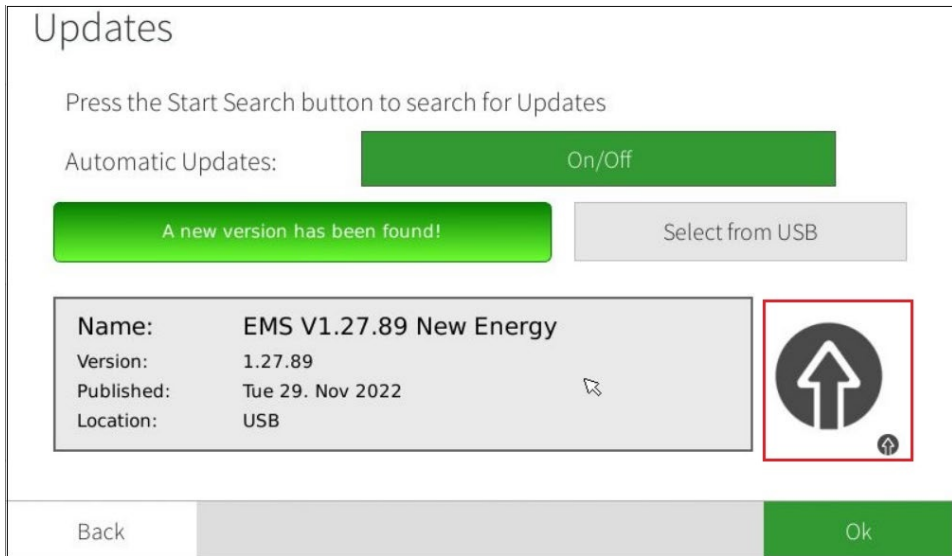 Updates
Press the Start Search button to search for Updates
Automatic Updates: On/Off
A new version has been found! Select from USB
Name: EMS V1.27.89 New Energy
Version: 1.27.89
Published: Tue 29. Nov 2022
Location: USB
Back Ok